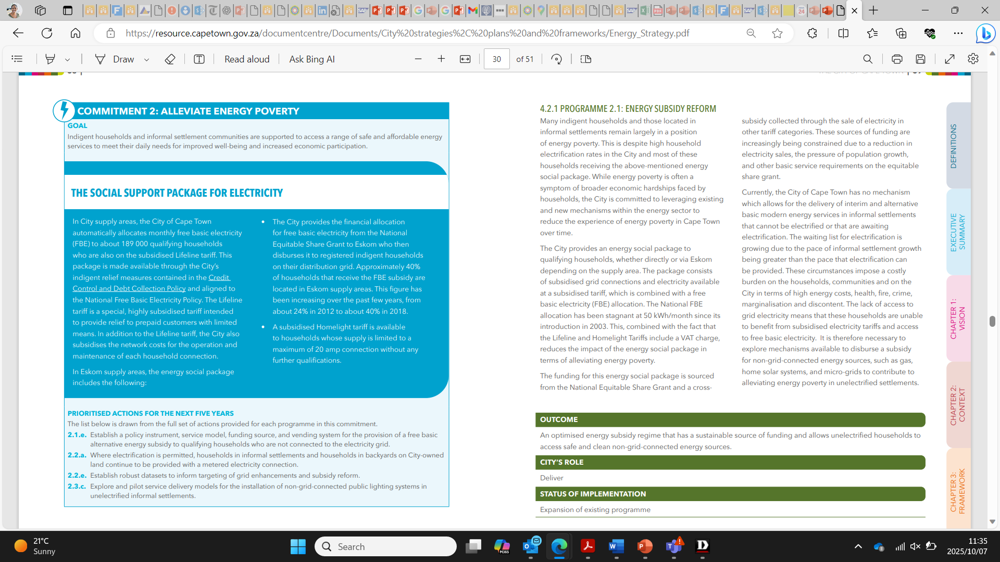 https://resource.capetown.gov.za/documentcentre/Documents/City%20strategies%2C%20plans%20and%20frameworks/Energy_Strategy.pdf
Draw
Read aloud
Ask Bing AI
30
of 51
COMMITMENT 2: ALLEVIATE ENERGY POVERTY
GOAL
Indigent households and informal settlement communities are supported to access a range of safe and affordable energy
services to meet their daily needs for improved well-being and increased economic participation.
THE SOCIAL SUPPORT PACKAGE FOR ELECTRICITY
In City supply areas, the City of Cape Town
automatically allocates monthly free basic electricity
(FBE) to about 189 000 qualifying households
who are also on the subsidised Lifeline tariff. This
package is made available through the City's
indigent relief measures contained in the Credit
Control and Debt Collection Policy and aligned to
the National Free Basic Electricity Policy. The Lifeline
tariff is a special, highly subsidised tariff intended
to provide relief to prepaid customers with limited
means. In addition to the Lifeline tariff, the City also
subsidises the network costs for the operation and
maintenance of each household connection.
In Eskom supply areas, the energy social package
includes the following:
• The City provides the financial allocation
for free basic electricity from the National
Equitable Share Grant to Eskom who then
disburses it to registered indigent households
on their distribution grid. Approximately 40%
of households that receive the FBE subsidy are
located in Eskom supply areas. This figure has
been increasing over the past few years, from
about 24% in 2012 to about 40% in 2018.
• A subsidised Homelight tariff is available
to households whose supply is limited to a
maximum of 20 amp connection without any
further qualifications.
PRIORITISED ACTIONS FOR THE NEXT FIVE YEARS
The list below is drawn from the full set of actions provided for each programme in this commitment.
2.1.e. Establish a policy instrument, service model, funding source, and vending system for the provision of a free basic
alternative energy subsidy to qualifying households who are not connected to the electricity grid.
2.2.a. Where electrification is permitted, households in informal settlements and households in backyards on City-owned
land continue to be provided with a metered electricity connection.
2.2.e. Establish robust datasets to inform targeting of grid enhancements and subsidy reform.
2.3.c. Explore and pilot service delivery models for the installation of non-grid-connected public lighting systems in
unelectrified informal settlements.
4.2.1 PROGRAMME 2.1: ENERGY SUBSIDY REFORM
Many indigent households and those located in
informal settlements remain largely in a position
of energy poverty. This is despite high household
electrification rates in the City and most of these
households receiving the above-mentioned energy
social package. While energy poverty is often a
symptom of broader economic hardships faced by
households, the City is committed to leveraging existing
and new mechanisms within the energy sector to
reduce the experience of energy poverty in Cape Town
over time.
The City provides an energy social package to
qualifying households, whether directly or via Eskom
depending on the supply area. The package consists
of subsidised grid connections and electricity available
at a subsidised tariff, which is combined with a free
basic electricity (FBE) allocation. The National FBE
allocation has been stagnant at 50 kWh/month since its
introduction in 2003. This, combined with the fact that
the Lifeline and Homelight Tariffs include a VAT charge,
reduces the impact of the energy social package in
terms of alleviating energy poverty.
The funding for this energy social package is sourced
from the National Equitable Share Grant and a cross-
subsidy collected through the sale of electricity in
other tariff categories. These sources of funding are
increasingly being constrained due to a reduction in
electricity sales, the pressure of population growth,
and other basic service requirements on the equitable
share grant.
Currently, the City of Cape Town has no mechanism
which allows for the delivery of interim and alternative
basic modern energy services in informal settlements
that cannot be electrified or that are awaiting
electrification. The waiting list for electrification is
growing due to the pace of informal settlement growth
being greater than the pace that electrification can
be provided. These circumstances impose a costly
burden on the households, communities and on the
City in terms of high energy costs, health, fire, crime,
marginalisation and discontent. The lack of access to
grid electricity means that these households are unable
to benefit from subsidised electricity tariffs and access
to free basic electricity. It is therefore necessary to
explore mechanisms available to disburse a subsidy
for non-grid-connected energy sources, such as gas,
home solar systems, and micro-grids to contribute to
alleviating energy poverty in unelectrified settlements.
OUTCOME
An optimised energy subsidy regime that has a sustainable source of funding and allows unelectrified households to
access safe and clean non-grid-connected energy sources.
CITY'S ROLE
Deliver
STATUS OF IMPLEMENTATION
Expansion of existing programme
DEFINITIONS
EXECUTIVE
SUMMARY
CHAPTER 1:
VISION
CHAPTER 2:
CONTEXT
CHAPTER 3:
FRAMEWORK
21°C
Sunny
Search
11:35
2025/10/07